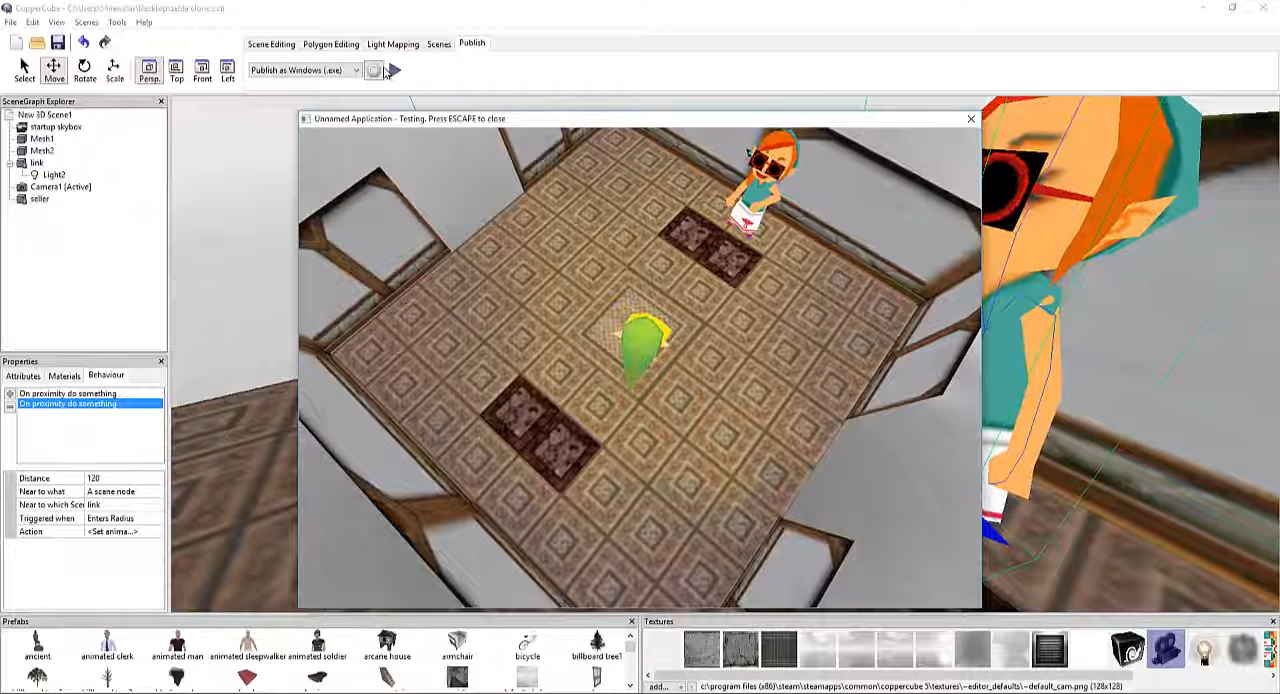 File Edit View Scenes Tools Help
Scene Editing Polygon Editing Light Mapping Scenes Publish
Select Move Rotate Scale Persp. Top Front Left
Publish as Windows (.exe)
SceneGraph Explorer
New 3D Scene1
startup skybox
Mesh1
Mesh2
link
Light2
Camera1 [Active]
seller
Unnamed Application - Testing. Press ESCAPE to close
Properties
Attributes Materials Behaviour
On proximity do something
On proximity do something
Distance 120
Near to what A scene node
Near to which Sce link
Triggered when Enters Radius
Action <Set anima...>
Prefabs
ancient animated clerk animated man animated sleepwalker animated sold arcane house armchair bicycle billboard tree1
Textures
add... c:\program files (x86)\steam\steamapps\common\coppercube 5\textures\~editor_defaults\~default_cam.png (128x128)